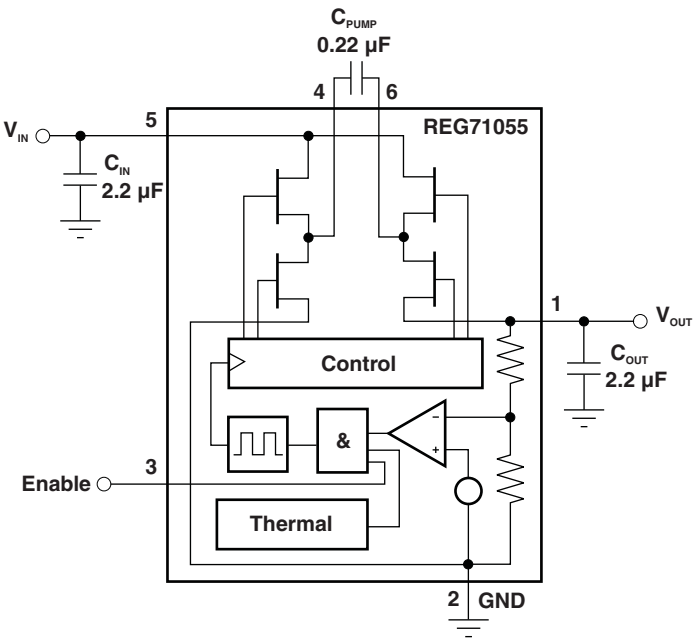 C_PUMP
0.22 µF
4
6
REG71055
5
V_IN
C_IN
2.2 µF
1
V_OUT
Control
C_OUT
2.2 µF
–
+
&
3
Enable
Thermal
2
GND